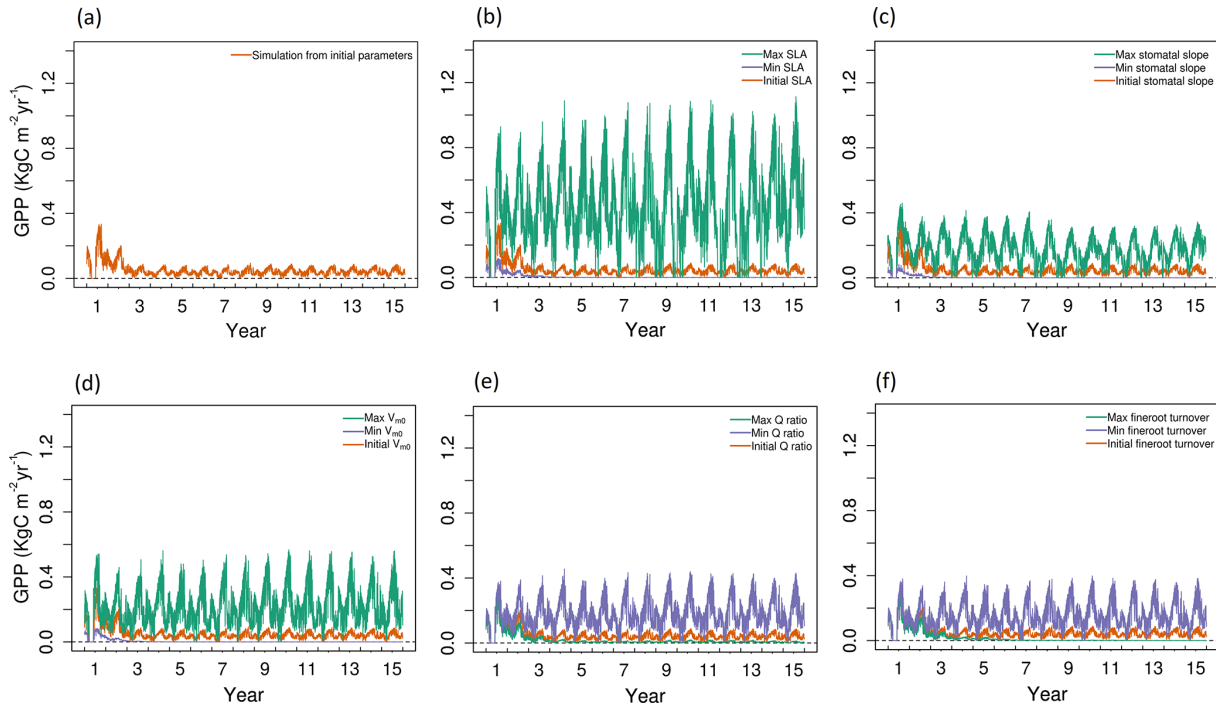 (a)
Simulation from initial parameters
GPP (KgC m⁻²yr⁻¹)
0.0 0.4 0.8 1.2
1 3 5 7 9 11 13 15
Year
(b)
Max SLA
Min SLA
Initial SLA
0.0 0.4 0.8 1.2
1 3 5 7 9 11 13 15
Year
(c)
Max stomatal slope
Min stomatal slope
Initial stomatal slope
0.0 0.4 0.8 1.2
1 3 5 7 9 11 13 15
Year
(d)
Max Vm0
Min Vm0
Initial Vm0
GPP (KgC m⁻²yr⁻¹)
0.0 0.4 0.8 1.2
1 3 5 7 9 11 13 15
Year
(e)
Max Q ratio
Min Q ratio
Initial Q ratio
0.0 0.4 0.8 1.2
1 3 5 7 9 11 13 15
Year
(f)
Max fineroot turnover
Min fineroot turnover
Initial fineroot turnover
0.0 0.4 0.8 1.2
1 3 5 7 9 11 13 15
Year